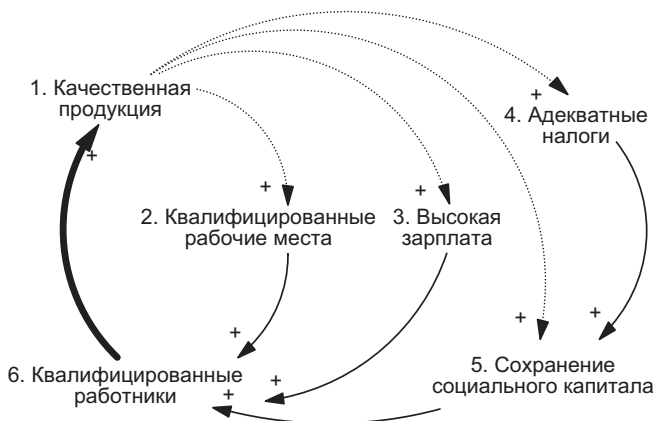 1. Качественная
продукция
+
+
4. Адекватные
налоги
+
+
2. Квалифицированные
рабочие места
+
3. Высокая
зарплата
+
+
+
6. Квалифицированные
работники
+
+
5. Сохранение
социального капитала